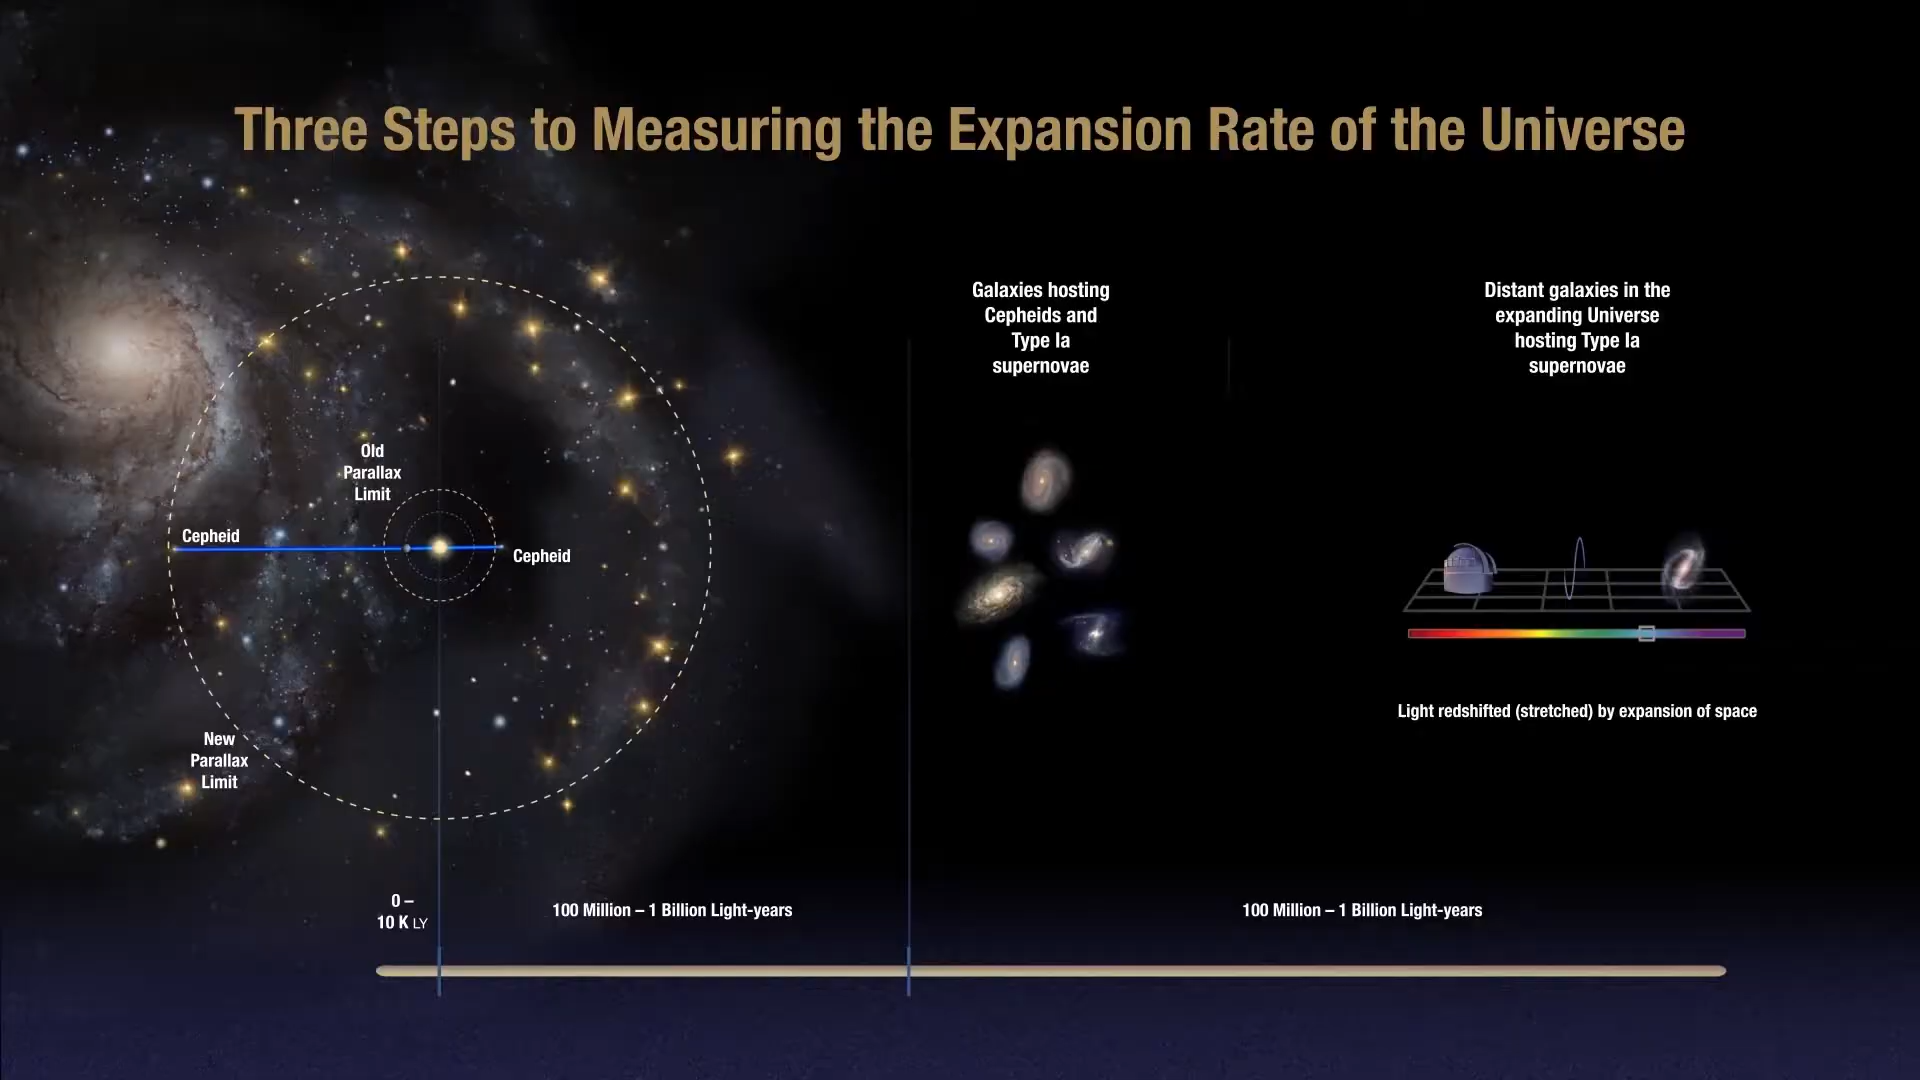 Three Steps to Measuring the Expansion Rate of the Universe
Galaxies hosting
Cepheids and
Type Ia
supernovae
Distant galaxies in the
expanding Universe
hosting Type Ia
supernovae
Old
Parallax
Limit
Cepheid
Cepheid
New
Parallax
Limit
Light redshifted (stretched) by expansion of space
0 –
10 K LY
100 Million – 1 Billion Light-years
100 Million – 1 Billion Light-years